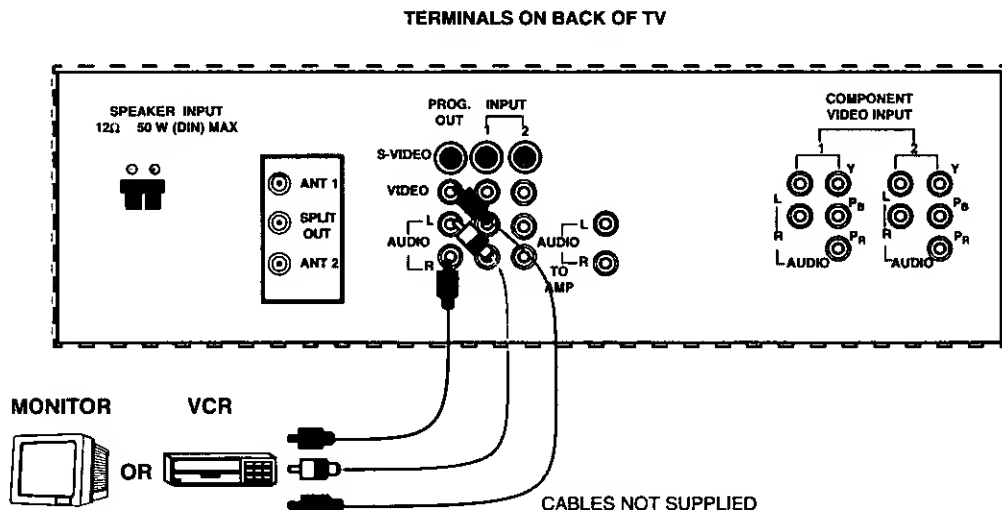 TERMINALS ON BACK OF TV
SPEAKER INPUT
12Ω 50 W (DIN) MAX
ANT 1
SPLIT
OUT
ANT 2
PROG. INPUT
OUT 1 2
S-VIDEO
VIDEO
L
AUDIO
R
AUDIO L
R
TO
AMP
COMPONENT
VIDEO INPUT
1 2
Y Y
L PB L PB
R PR R PR
AUDIO AUDIO
MONITOR VCR
OR
CABLES NOT SUPPLIED